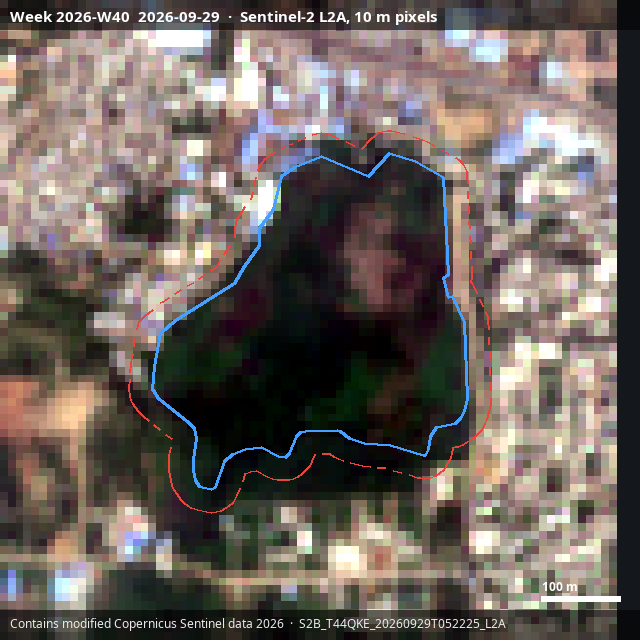 Week 2026-W40  2026-09-29  ·  Sentinel-2 L2A, 10 m pixels
100 m
Contains modified Copernicus Sentinel data 2026  ·  S2B_T44QKE_20260929T052225_L2A